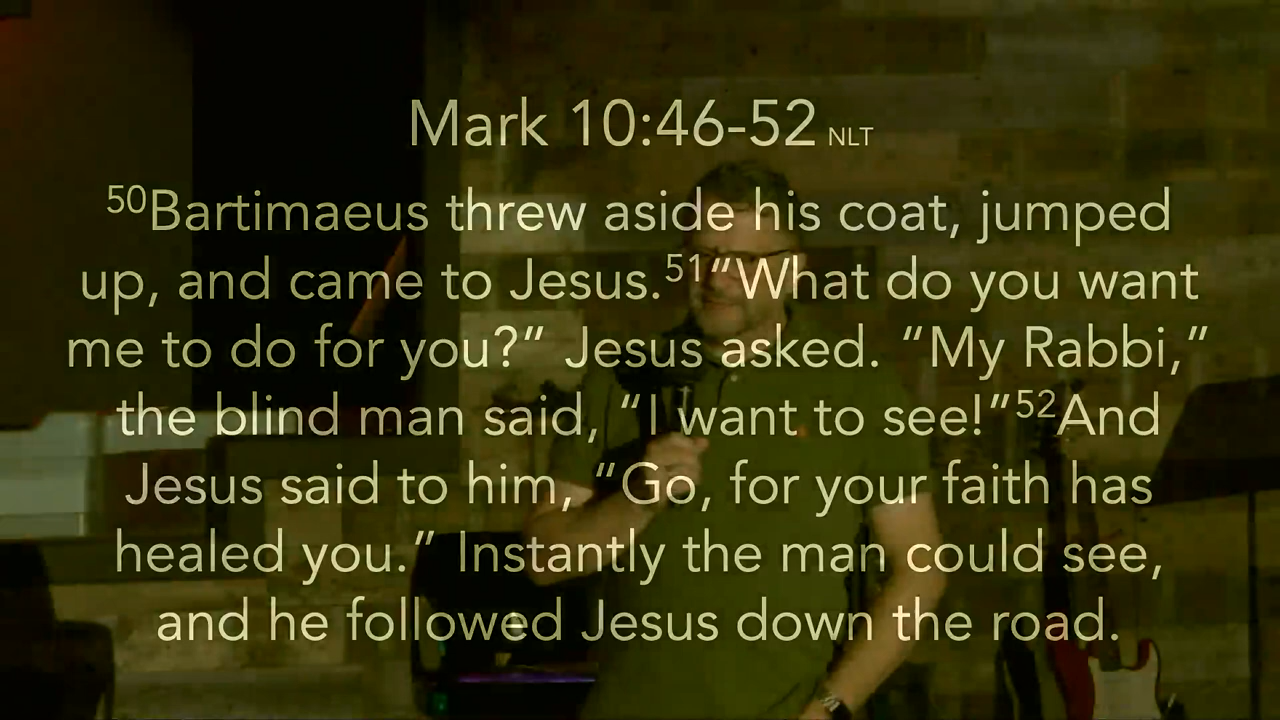 Mark 10:46-52 NLT
50Bartimaeus threw aside his coat, jumped
up, and came to Jesus.51“What do you want
me to do for you?” Jesus asked. “My Rabbi,”
the blind man said, “I want to see!”52And
Jesus said to him, “Go, for your faith has
healed you.” Instantly the man could see,
and he followed Jesus down the road.